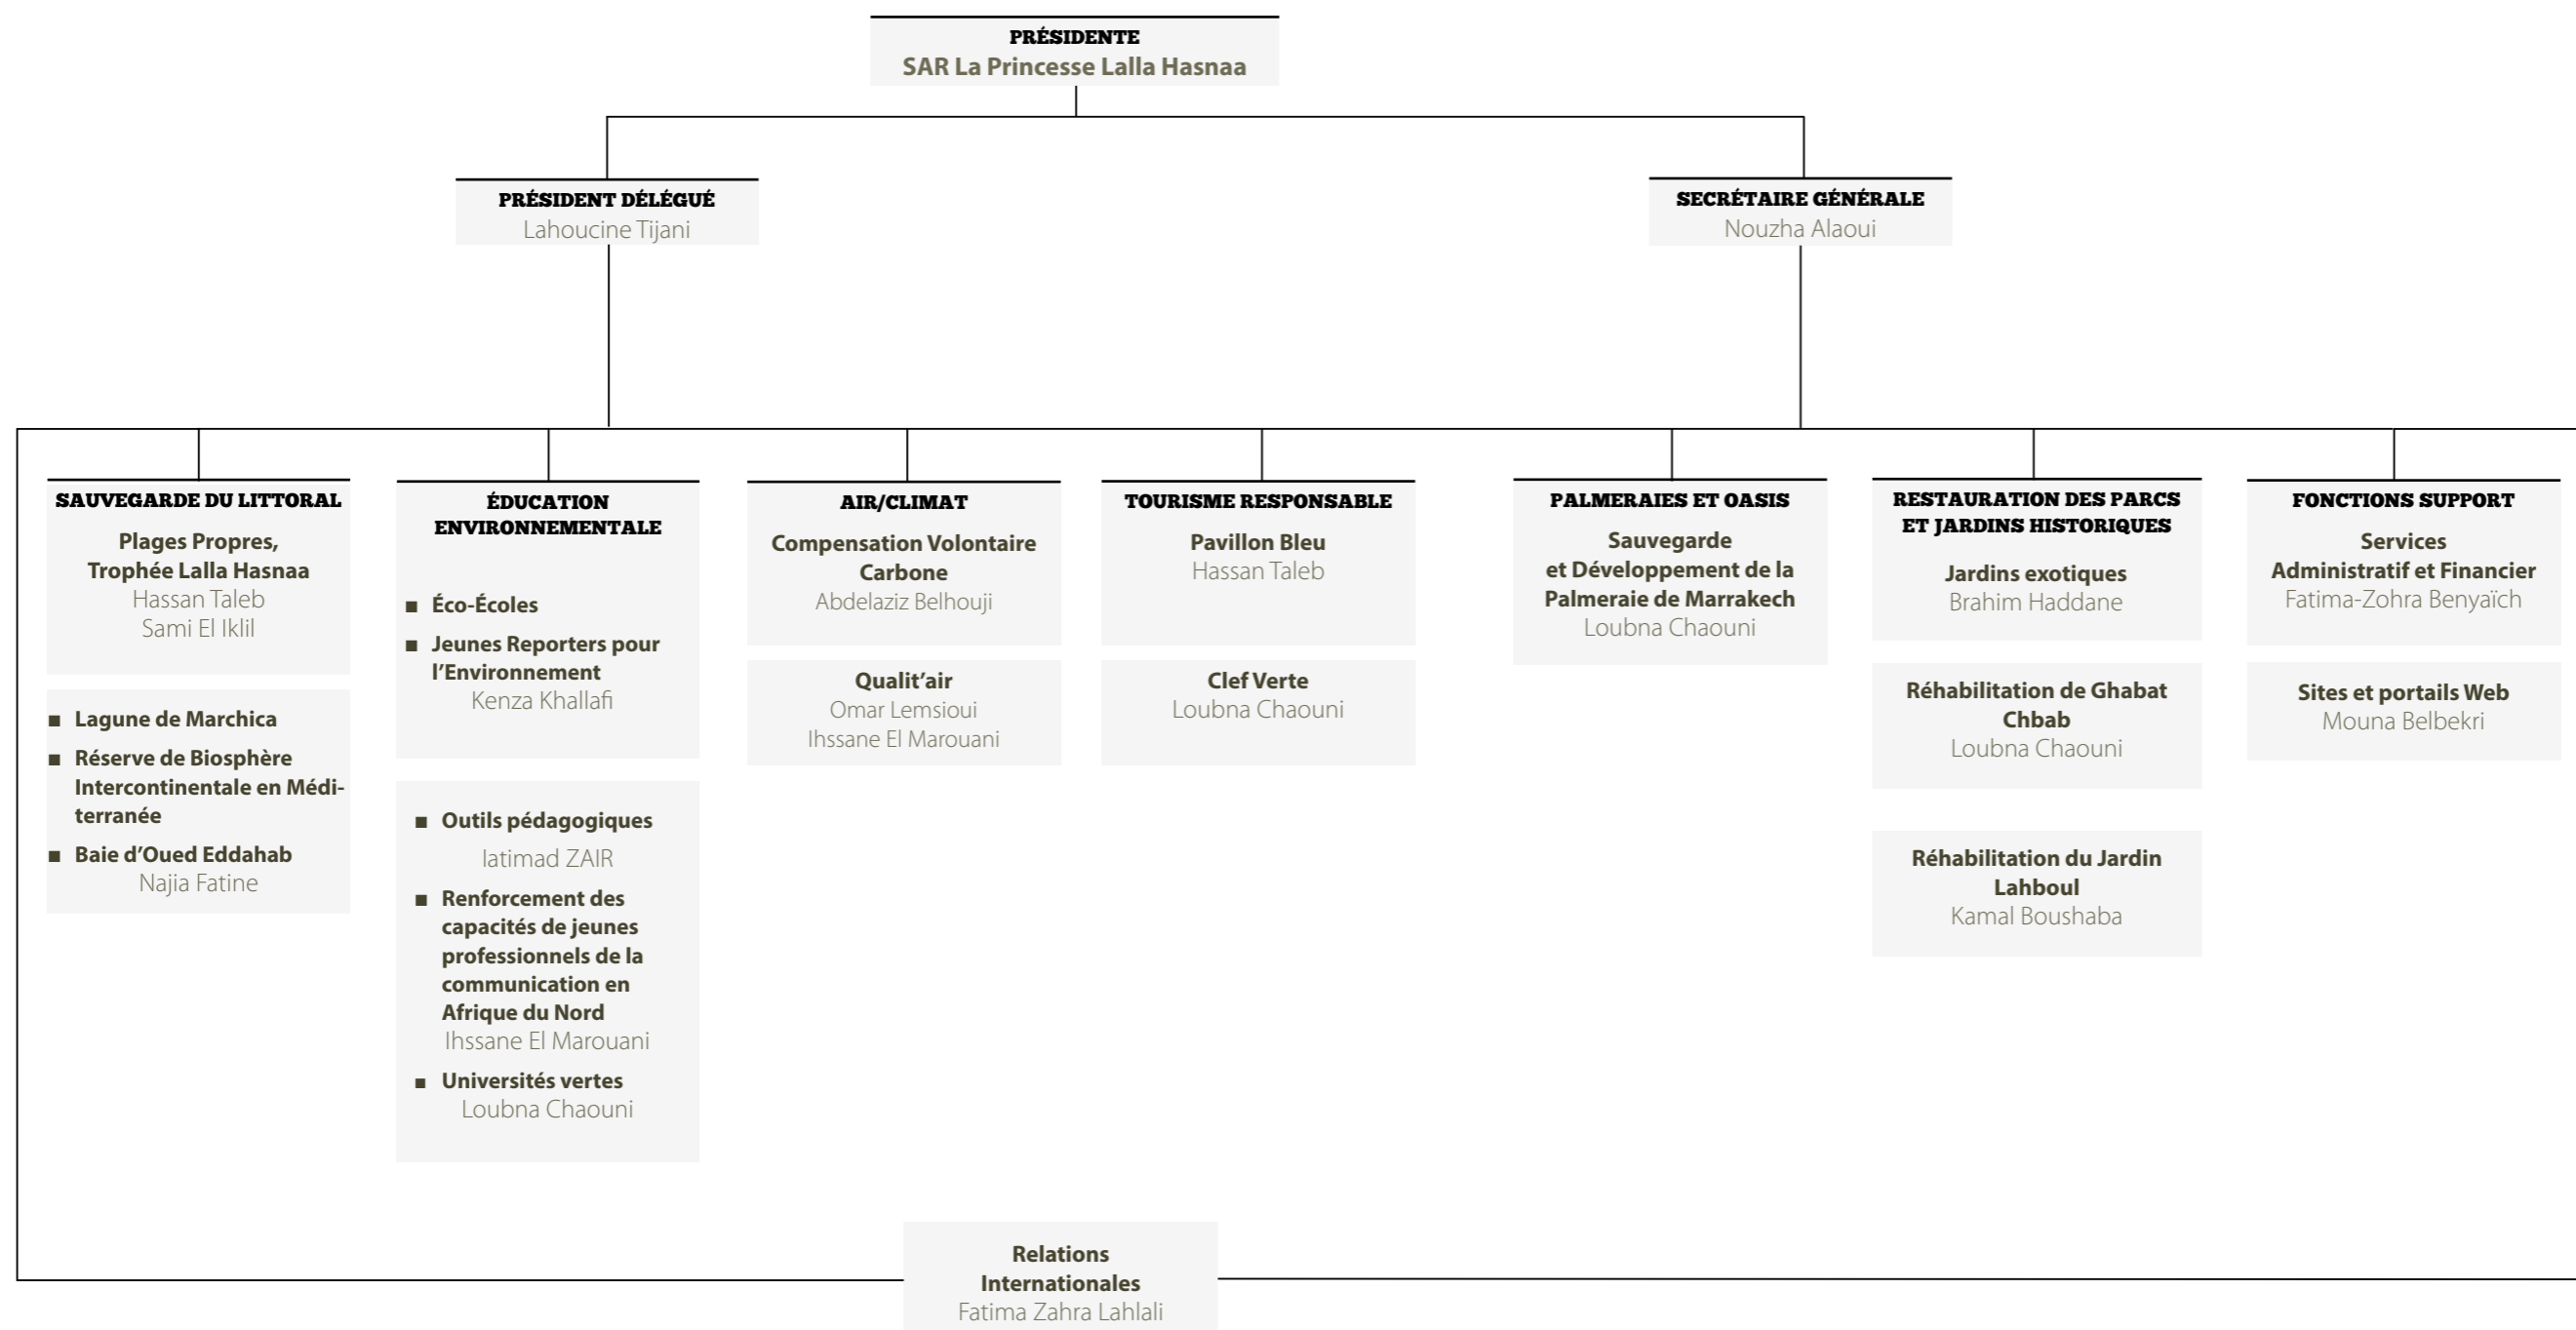 PRÉSIDENTE
SAR La Princesse Lalla Hasnaa
PRÉSIDENT DÉLÉGUÉ
Lahoucine Tijani
SECRÉTAIRE GÉNÉRALE
Nouzha Alaoui
SAUVEGARDE DU LITTORAL
Plages Propres,
Trophée Lalla Hasnaa
Hassan Taleb
Sami El Iklil
■ Lagune de Marchica
■ Réserve de Biosphère
Intercontinentale en Médi-
terranée
■ Baie d’Oued Eddahab
Najia Fatine
ÉDUCATION
ENVIRONNEMENTALE
■ Éco-Écoles
■ Jeunes Reporters pour
l’Environnement
Kenza Khallafi
■ Outils pédagogiques
Iatimad ZAIR
■ Renforcement des
capacités de jeunes
professionnels de la
communication en
Afrique du Nord
Ihssane El Marouani
■ Universités vertes
Loubna Chaouni
AIR/CLIMAT
Compensation Volontaire
Carbone
Abdelaziz Belhouji
Qualit’air
Omar Lemsioui
Ihssane El Marouani
TOURISME RESPONSABLE
Pavillon Bleu
Hassan Taleb
Clef Verte
Loubna Chaouni
PALMERAIES ET OASIS
Sauvegarde
et Développement de la
Palmeraie de Marrakech
Loubna Chaouni
RESTAURATION DES PARCS
ET JARDINS HISTORIQUES
Jardins exotiques
Brahim Haddane
Réhabilitation de Ghabat
Chbab
Loubna Chaouni
Réhabilitation du Jardin
Lahboul
Kamal Boushaba
FONCTIONS SUPPORT
Services
Administratif et Financier
Fatima-Zohra Benyaïch
Sites et portails Web
Mouna Belbekri
Relations
Internationales
Fatima Zahra Lahlali